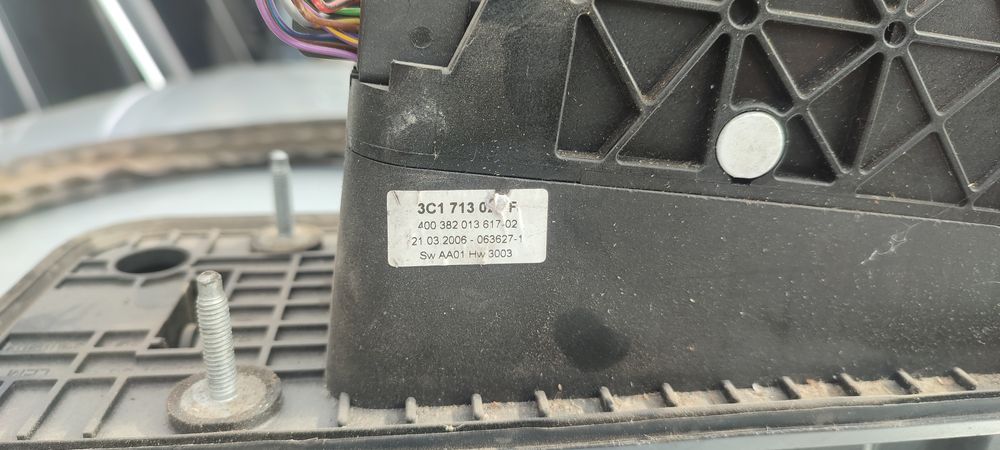 3C1 713 F
400 382 013 617-02
21 03.2006 - 063627-1
Sw AA01 Hw 3003